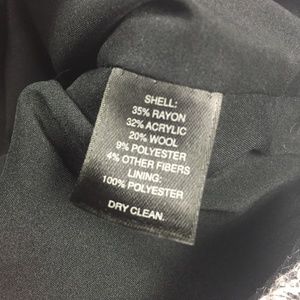 SHELL:
35% RAYON
32% ACRYLIC
20% WOOL
9% POLYESTER
4% OTHER FIBERS
LINING:
100% POLYESTER
DRY CLEAN.